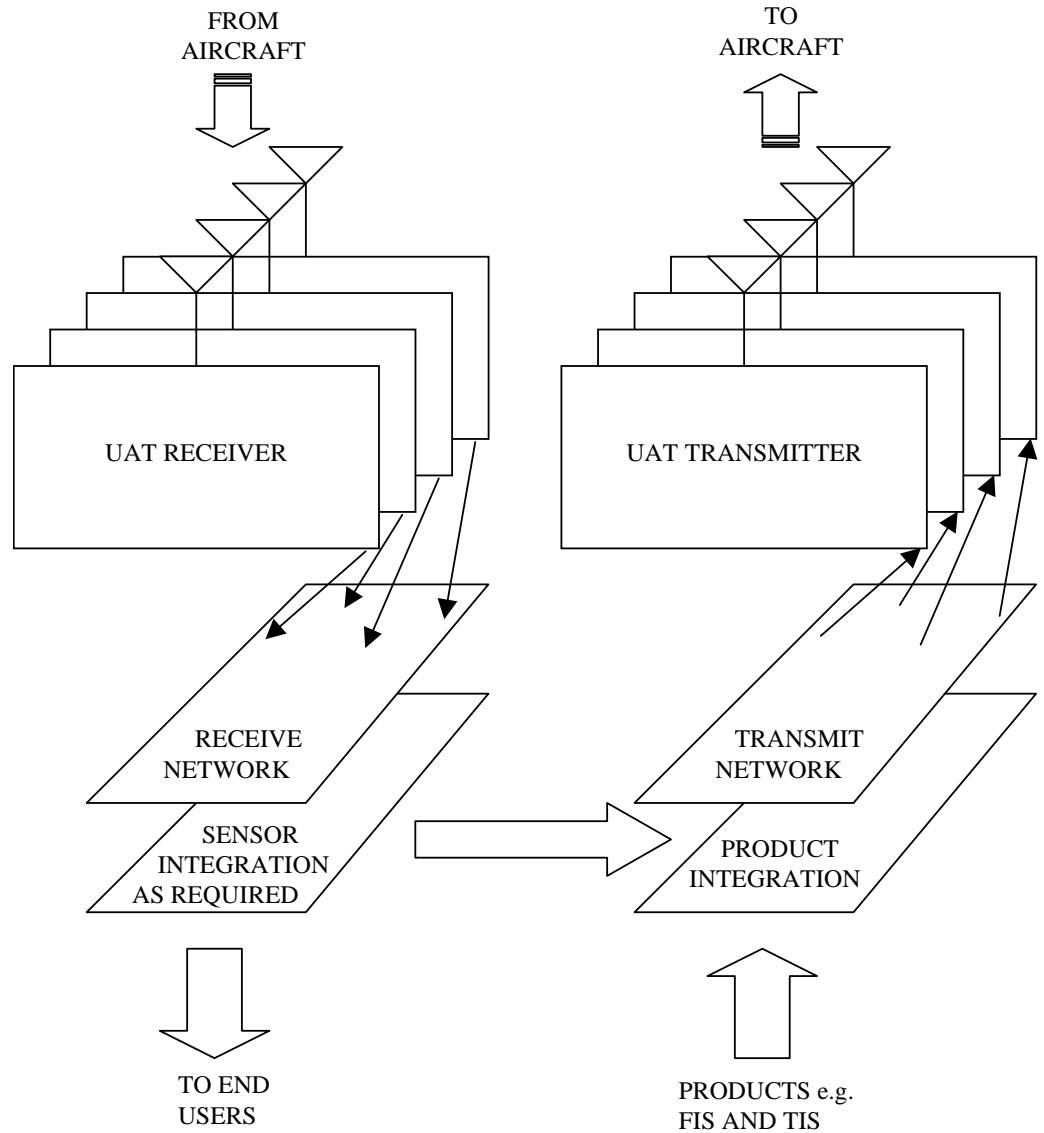 FROM
AIRCRAFT
TO
AIRCRAFT
UAT RECEIVER
UAT TRANSMITTER
RECEIVE
NETWORK
TRANSMIT
NETWORK
SENSOR
INTEGRATION
AS REQUIRED
PRODUCT
INTEGRATION
TO END
USERS
PRODUCTS e.g.
FIS AND TIS